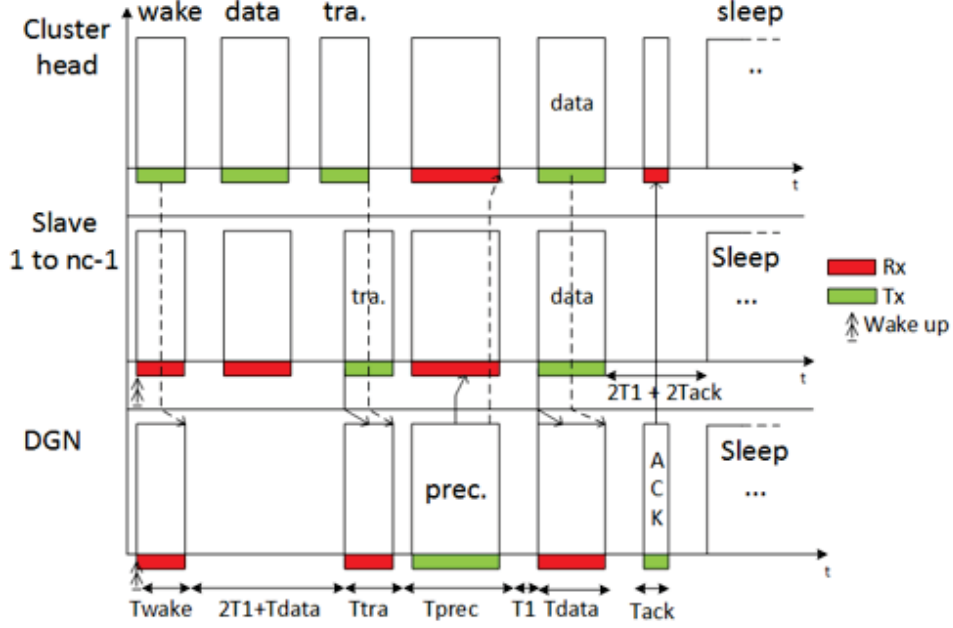 wake data tra. sleep
Cluster
head
..
data
t
Slave
1 to nc-1
tra.
data
Sleep
...
Rx
Tx
Wake up
t
2T1 + 2Tack
DGN
prec.
A
C
K
Sleep
...
t
Twake 2T1+Tdata Ttra Tprec T1 Tdata Tack